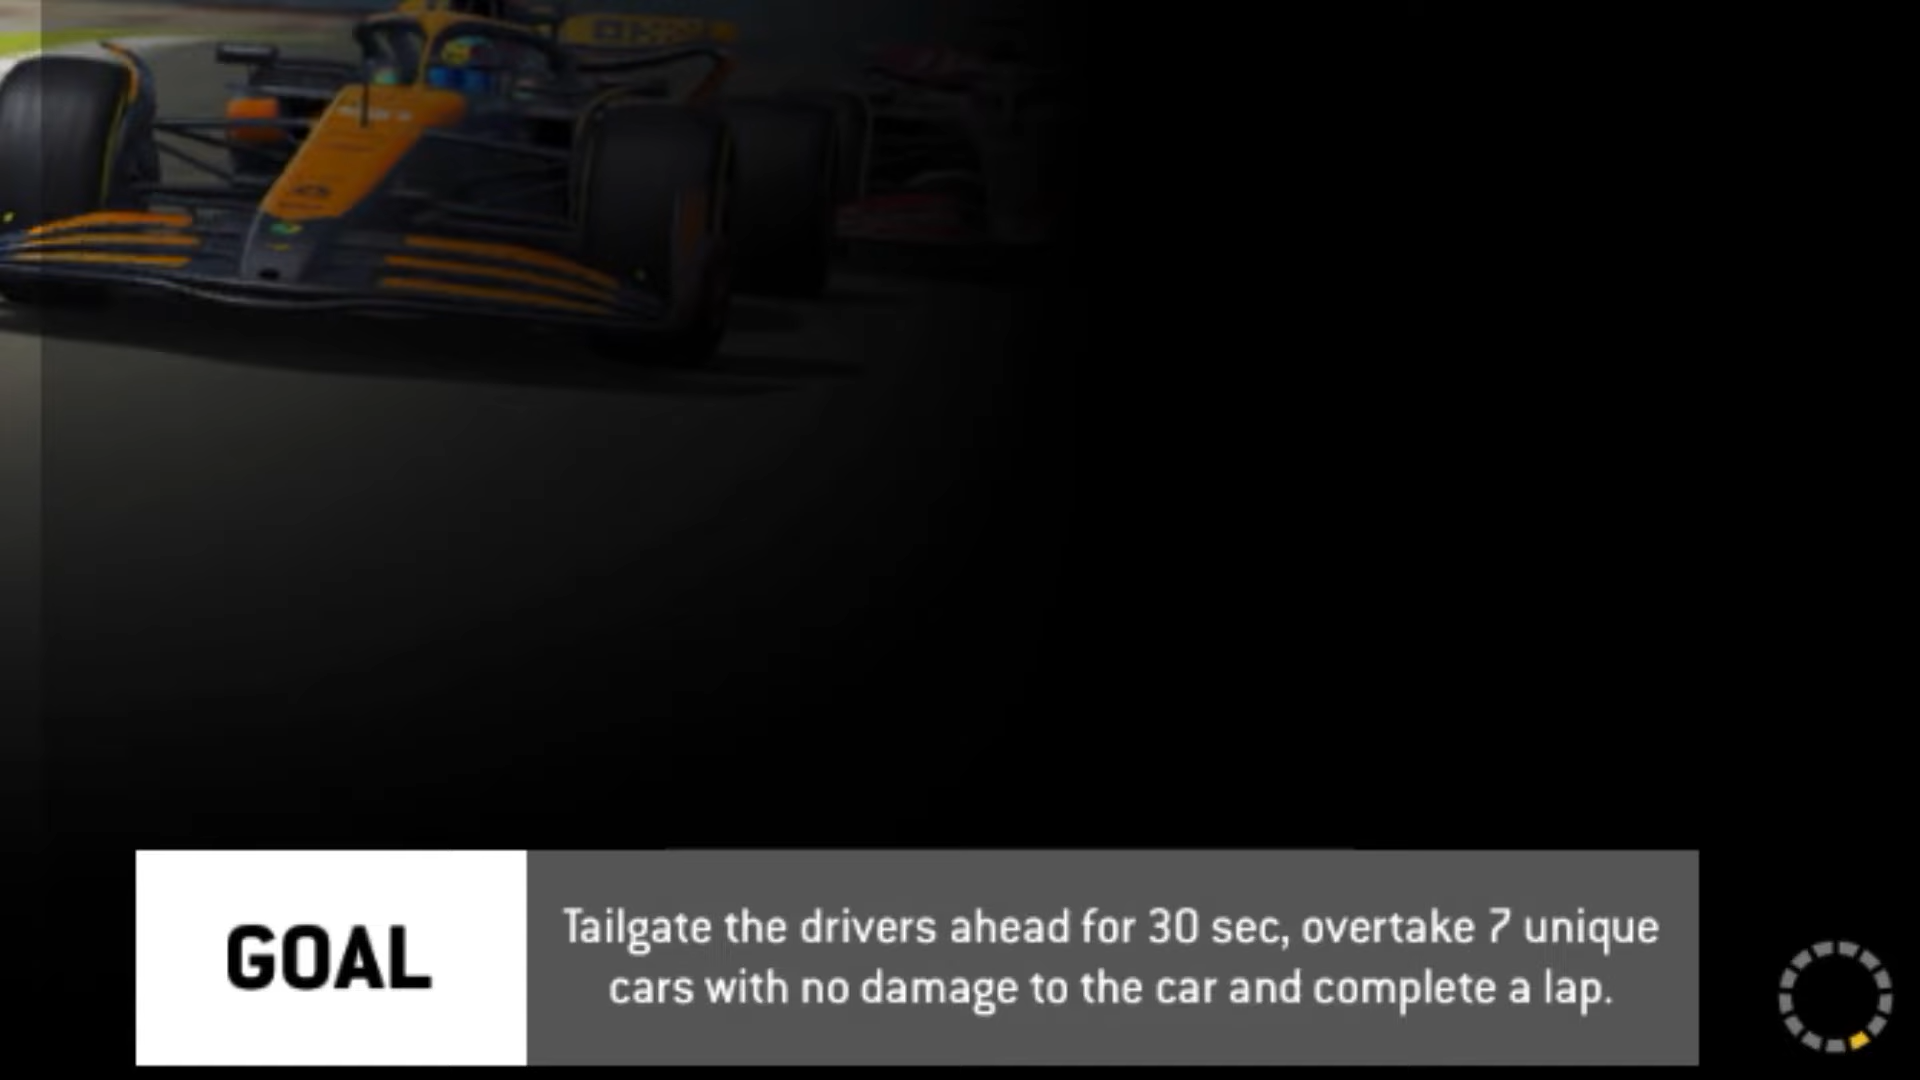 GOAL
Tailgate the drivers ahead for 30 sec, overtake 7 unique
cars with no damage to the car and complete a lap.